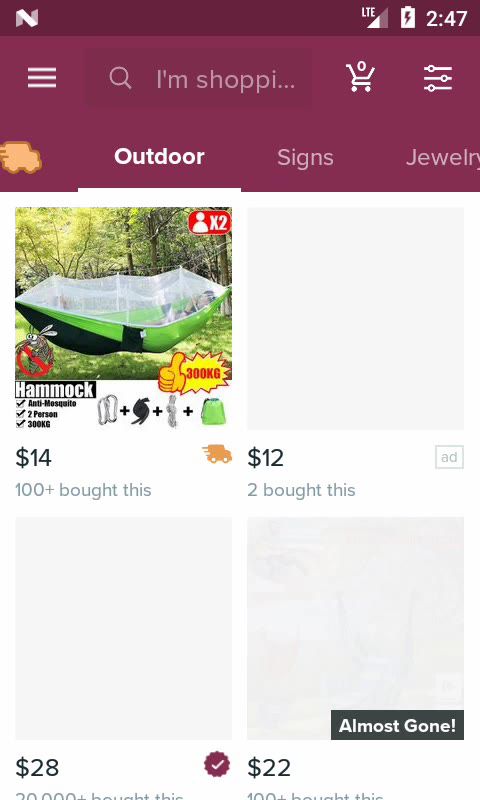 LTE 2:47
I'm shoppi... 0
Outdoor Signs Jewelry
X2
300KG
Hammock
Anti-Mosquito
2 Person
300KG
$14
100+ bought this
$12 ad
2 bought this
Almost Gone!
$28
20,000+ bought this
$22
100+ bought this